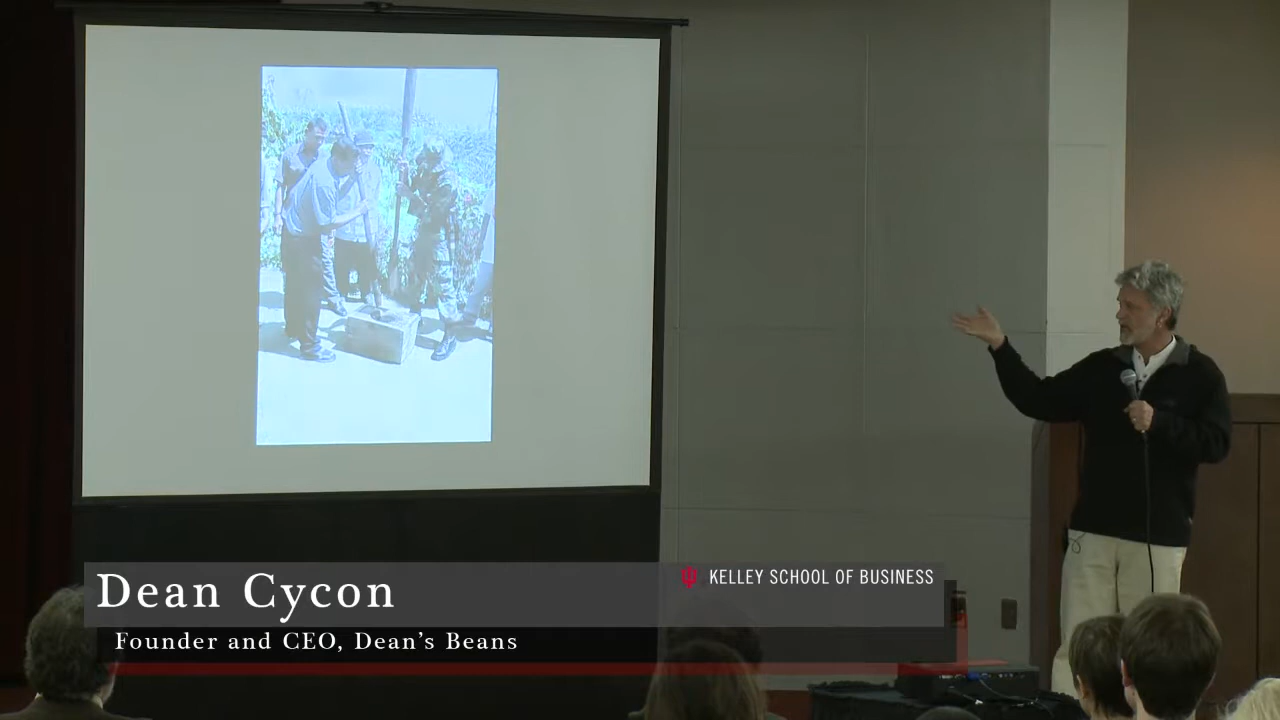 Dean Cycon
KELLEY SCHOOL OF BUSINESS
Founder and CEO, Dean's Beans